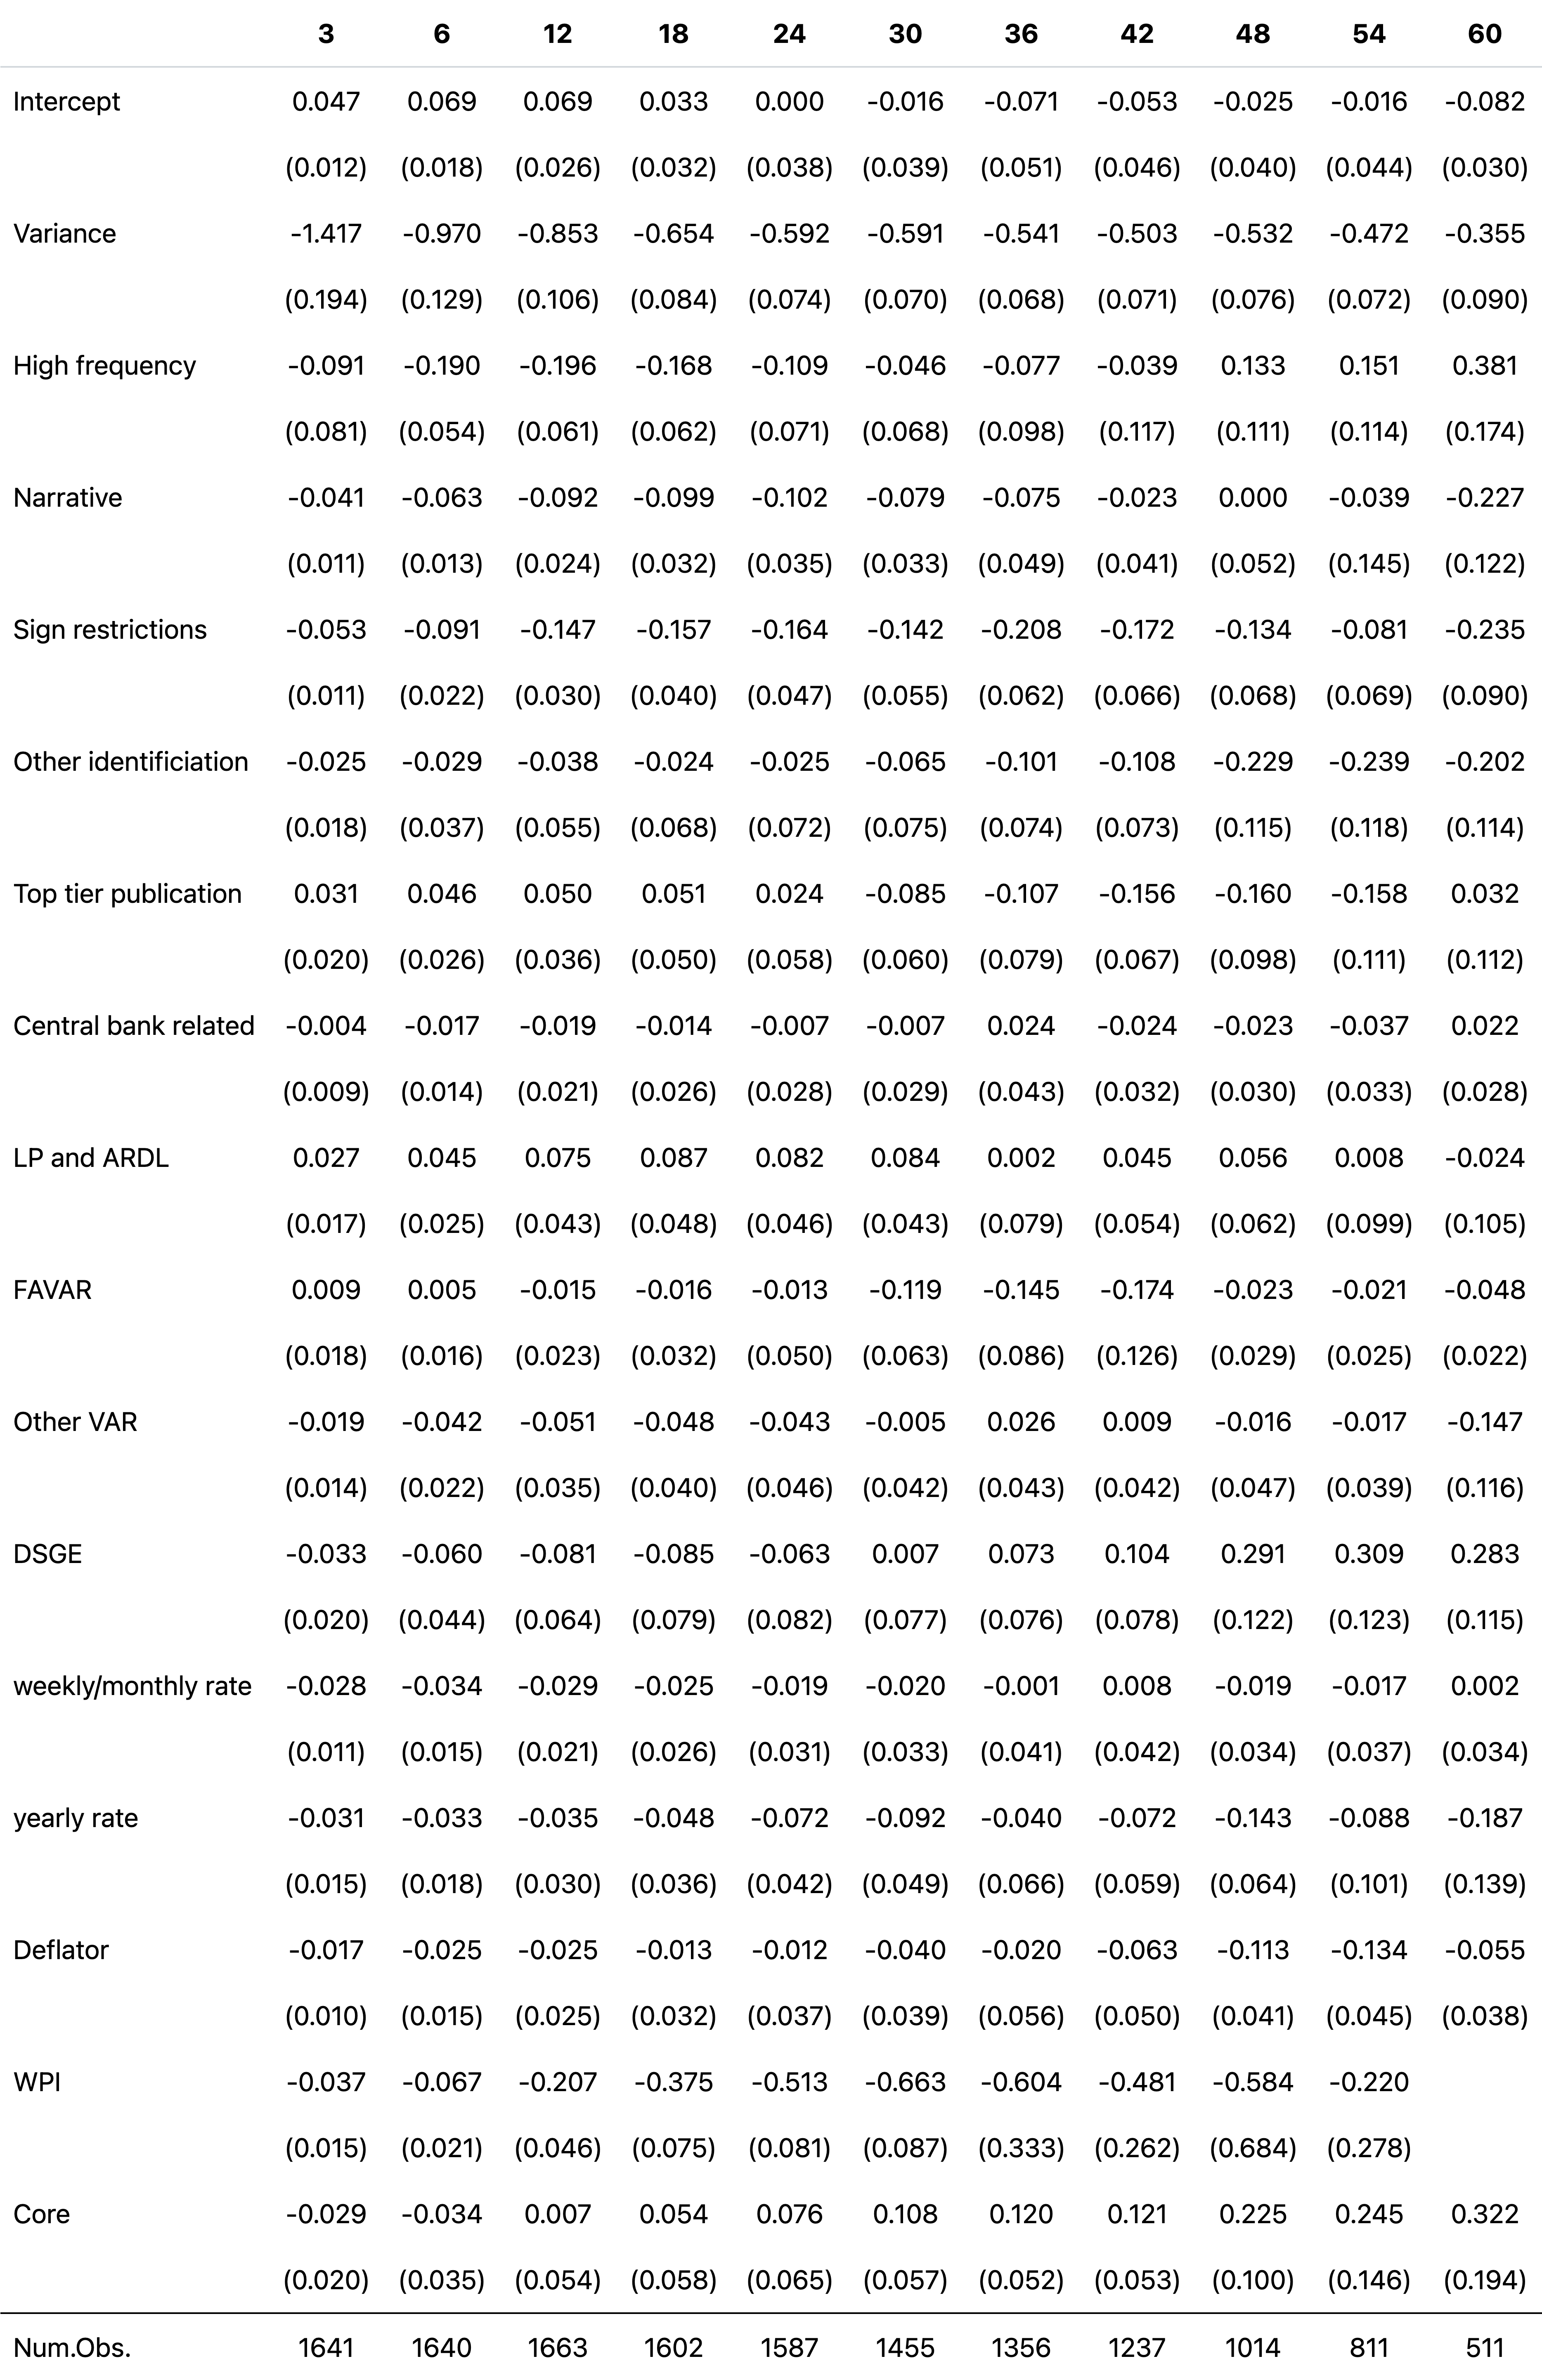 3 6 12 18 24 30 36 42 48 54 60
Intercept 0.047 0.069 0.069 0.033 0.000 -0.016 -0.071 -0.053 -0.025 -0.016 -0.082
(0.012) (0.018) (0.026) (0.032) (0.038) (0.039) (0.051) (0.046) (0.040) (0.044) (0.030)
Variance -1.417 -0.970 -0.853 -0.654 -0.592 -0.591 -0.541 -0.503 -0.532 -0.472 -0.355
(0.194) (0.129) (0.106) (0.084) (0.074) (0.070) (0.068) (0.071) (0.076) (0.072) (0.090)
High frequency -0.091 -0.190 -0.196 -0.168 -0.109 -0.046 -0.077 -0.039 0.133 0.151 0.381
(0.081) (0.054) (0.061) (0.062) (0.071) (0.068) (0.098) (0.117) (0.111) (0.114) (0.174)
Narrative -0.041 -0.063 -0.092 -0.099 -0.102 -0.079 -0.075 -0.023 0.000 -0.039 -0.227
(0.011) (0.013) (0.024) (0.032) (0.035) (0.033) (0.049) (0.041) (0.052) (0.145) (0.122)
Sign restrictions -0.053 -0.091 -0.147 -0.157 -0.164 -0.142 -0.208 -0.172 -0.134 -0.081 -0.235
(0.011) (0.022) (0.030) (0.040) (0.047) (0.055) (0.062) (0.066) (0.068) (0.069) (0.090)
Other identificiation -0.025 -0.029 -0.038 -0.024 -0.025 -0.065 -0.101 -0.108 -0.229 -0.239 -0.202
(0.018) (0.037) (0.055) (0.068) (0.072) (0.075) (0.074) (0.073) (0.115) (0.118) (0.114)
Top tier publication 0.031 0.046 0.050 0.051 0.024 -0.085 -0.107 -0.156 -0.160 -0.158 0.032
(0.020) (0.026) (0.036) (0.050) (0.058) (0.060) (0.079) (0.067) (0.098) (0.111) (0.112)
Central bank related -0.004 -0.017 -0.019 -0.014 -0.007 -0.007 0.024 -0.024 -0.023 -0.037 0.022
(0.009) (0.014) (0.021) (0.026) (0.028) (0.029) (0.043) (0.032) (0.030) (0.033) (0.028)
LP and ARDL 0.027 0.045 0.075 0.087 0.082 0.084 0.002 0.045 0.056 0.008 -0.024
(0.017) (0.025) (0.043) (0.048) (0.046) (0.043) (0.079) (0.054) (0.062) (0.099) (0.105)
FAVAR 0.009 0.005 -0.015 -0.016 -0.013 -0.119 -0.145 -0.174 -0.023 -0.021 -0.048
(0.018) (0.016) (0.023) (0.032) (0.050) (0.063) (0.086) (0.126) (0.029) (0.025) (0.022)
Other VAR -0.019 -0.042 -0.051 -0.048 -0.043 -0.005 0.026 0.009 -0.016 -0.017 -0.147
(0.014) (0.022) (0.035) (0.040) (0.046) (0.042) (0.043) (0.042) (0.047) (0.039) (0.116)
DSGE -0.033 -0.060 -0.081 -0.085 -0.063 0.007 0.073 0.104 0.291 0.309 0.283
(0.020) (0.044) (0.064) (0.079) (0.082) (0.077) (0.076) (0.078) (0.122) (0.123) (0.115)
weekly/monthly rate -0.028 -0.034 -0.029 -0.025 -0.019 -0.020 -0.001 0.008 -0.019 -0.017 0.002
(0.011) (0.015) (0.021) (0.026) (0.031) (0.033) (0.041) (0.042) (0.034) (0.037) (0.034)
yearly rate -0.031 -0.033 -0.035 -0.048 -0.072 -0.092 -0.040 -0.072 -0.143 -0.088 -0.187
(0.015) (0.018) (0.030) (0.036) (0.042) (0.049) (0.066) (0.059) (0.064) (0.101) (0.139)
Deflator -0.017 -0.025 -0.025 -0.013 -0.012 -0.040 -0.020 -0.063 -0.113 -0.134 -0.055
(0.010) (0.015) (0.025) (0.032) (0.037) (0.039) (0.056) (0.050) (0.041) (0.045) (0.038)
WPI -0.037 -0.067 -0.207 -0.375 -0.513 -0.663 -0.604 -0.481 -0.584 -0.220
(0.015) (0.021) (0.046) (0.075) (0.081) (0.087) (0.333) (0.262) (0.684) (0.278)
Core -0.029 -0.034 0.007 0.054 0.076 0.108 0.120 0.121 0.225 0.245 0.322
(0.020) (0.035) (0.054) (0.058) (0.065) (0.057) (0.052) (0.053) (0.100) (0.146) (0.194)
Num.Obs. 1641 1640 1663 1602 1587 1455 1356 1237 1014 811 511